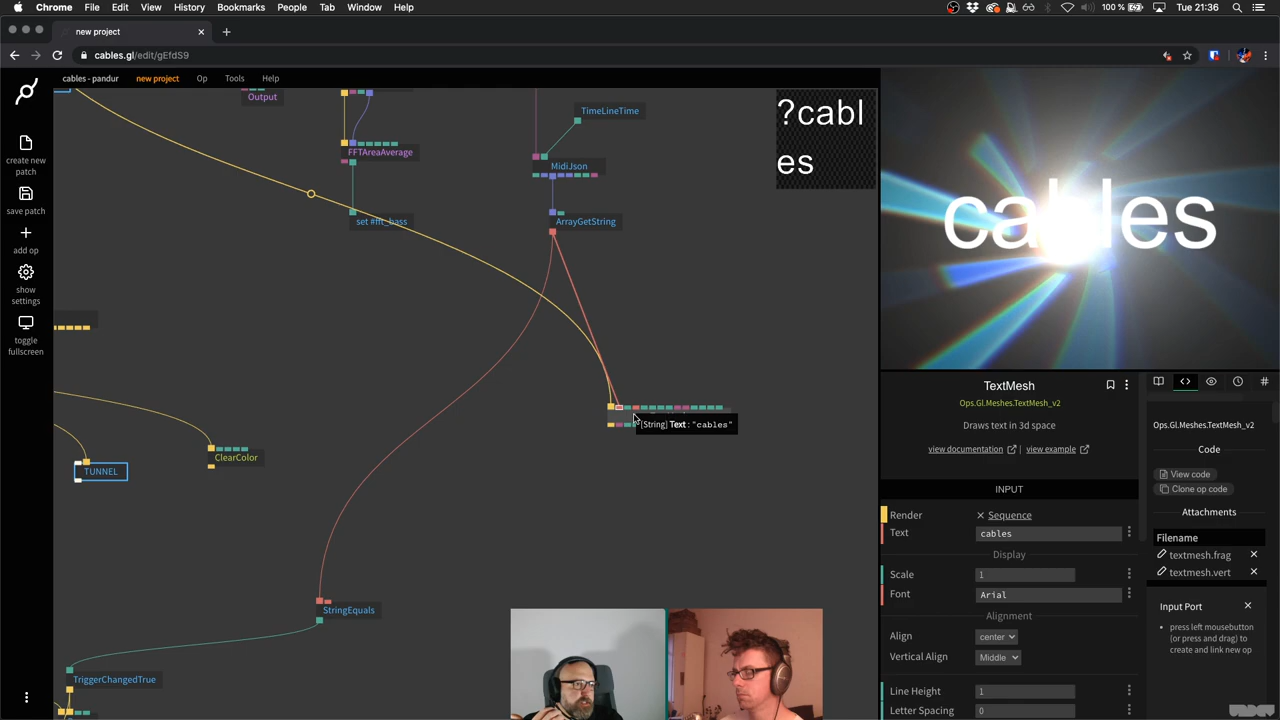 Chrome File Edit View History Bookmarks People Tab Window Help 100 % Tue 21:36
new project
cables.gl/edit/gEfdS9
cables - pandur new project Op Tools Help
create new
patch
save patch
add op
show
settings
toggle
fullscreen
Output
FFTAreaAverage
set #fft_bass
TimeLineTime
MidiJson
ArrayGetString
?cabl
es
[String] Text : "cables"
ClearColor
TUNNEL
StringEquals
TriggerChangedTrue
cables
TextMesh
Ops.Gl.Meshes.TextMesh_v2
Draws text in 3d space
view documentation view example
INPUT
Render Sequence
Text cables
Display
Scale 1
Font Arial
Alignment
Align center
Vertical Align Middle
Line Height 1
Letter Spacing 0
Ops.Gl.Meshes.TextMesh_v2
Code
View code
Clone op code
Attachments
Filename
textmesh.frag
textmesh.vert
Input Port
press left mousebutton
(or press and drag) to
create and link new op